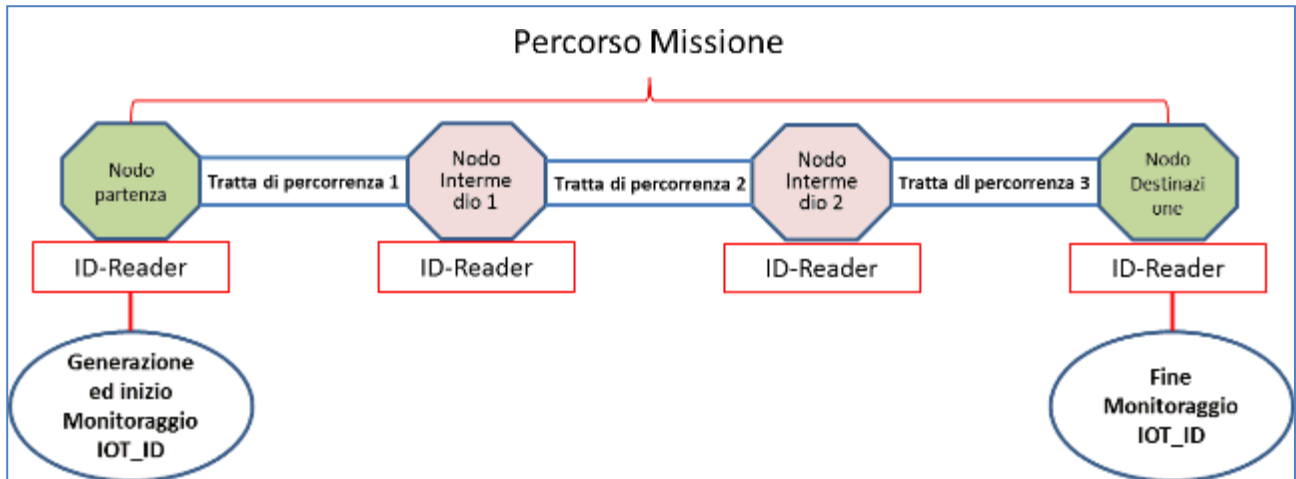 Percorso Missione
Nodo
partenza
Tratta di percorrenza 1
Nodo
Interme
dio 1
Tratta di percorrenza 2
Nodo
Interme
dio 2
Tratta di percorrenza 3
Nodo
Destinazi
one
ID-Reader
ID-Reader
ID-Reader
ID-Reader
Generazione
ed inizio
Monitoraggio
IOT_ID
Fine
Monitoraggio
IOT_ID